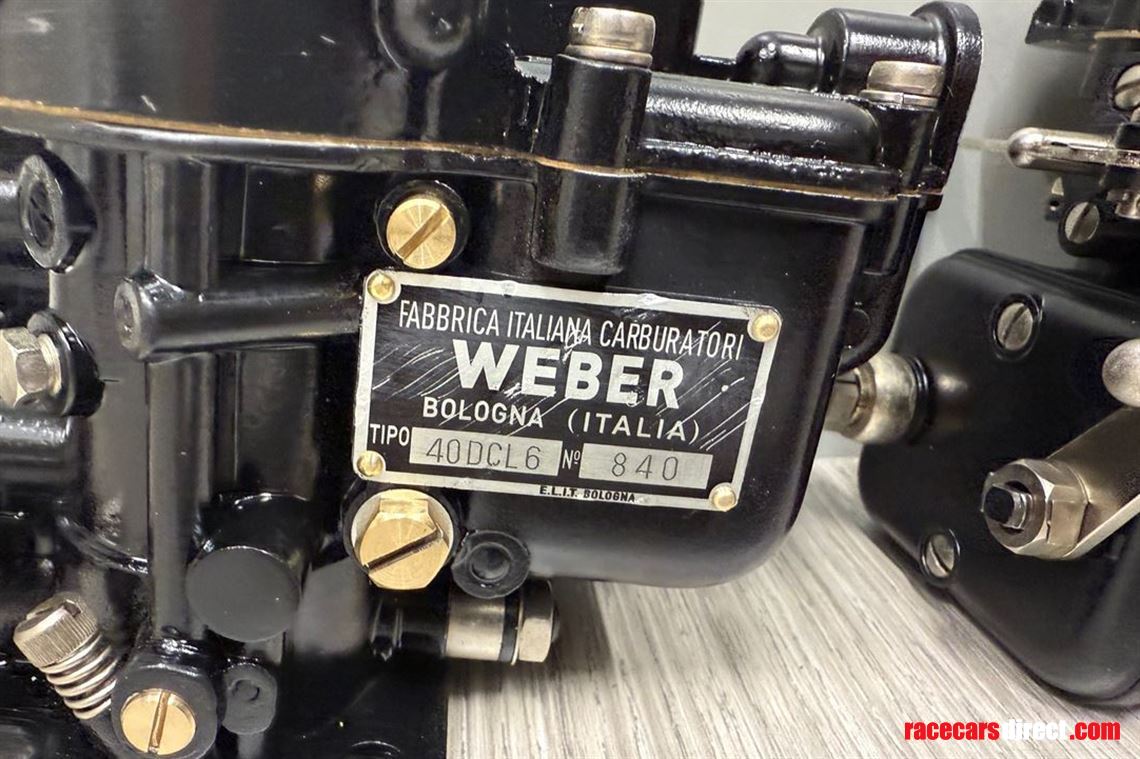 FABBRICA ITALIANA CARBURATORI
WEBER
BOLOGNA (ITALIA)
TIPO 40DCL6 Nº 840
E.L.I.T. BOLOGNA
racecarsdirect.com